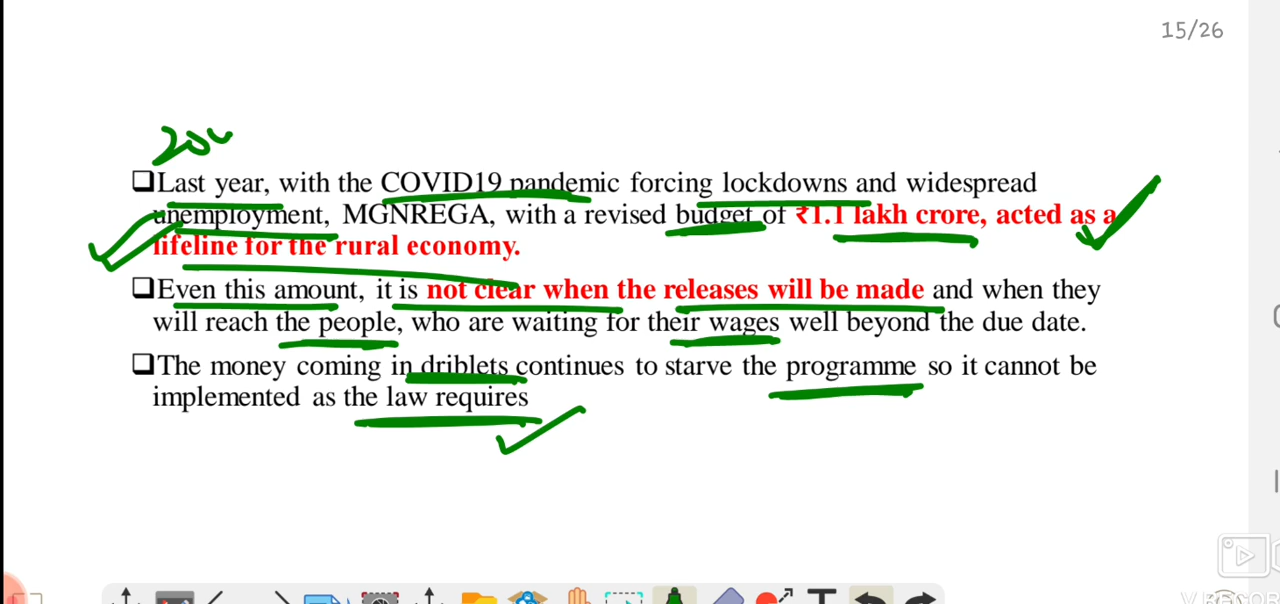 15/26
❑Last year, with the COVID19 pandemic forcing lockdowns and widespread
unemployment, MGNREGA, with a revised budget of ₹1.1 lakh crore, acted as a
lifeline for the rural economy.
❑Even this amount, it is not clear when the releases will be made and when they
will reach the people, who are waiting for their wages well beyond the due date.
❑The money coming in driblets continues to starve the programme so it cannot be
implemented as the law requires